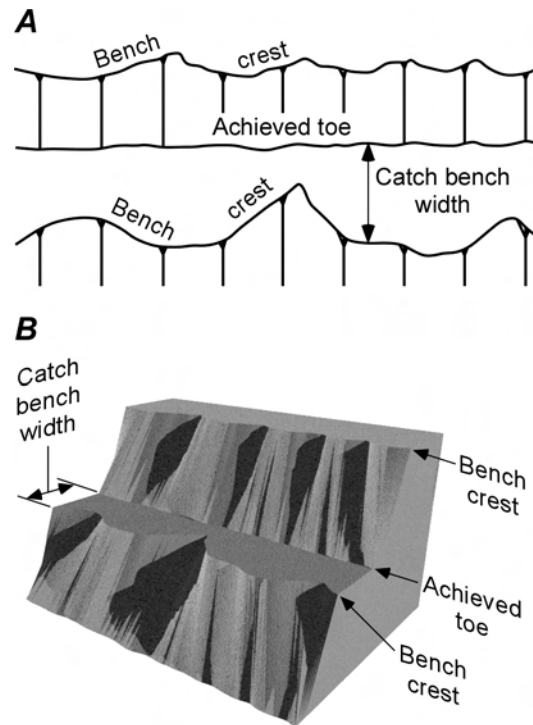 A
Bench crest
Achieved toe
Catch bench
width
Bench crest
B
Catch
bench
width
Bench
crest
Achieved
toe
Bench
crest